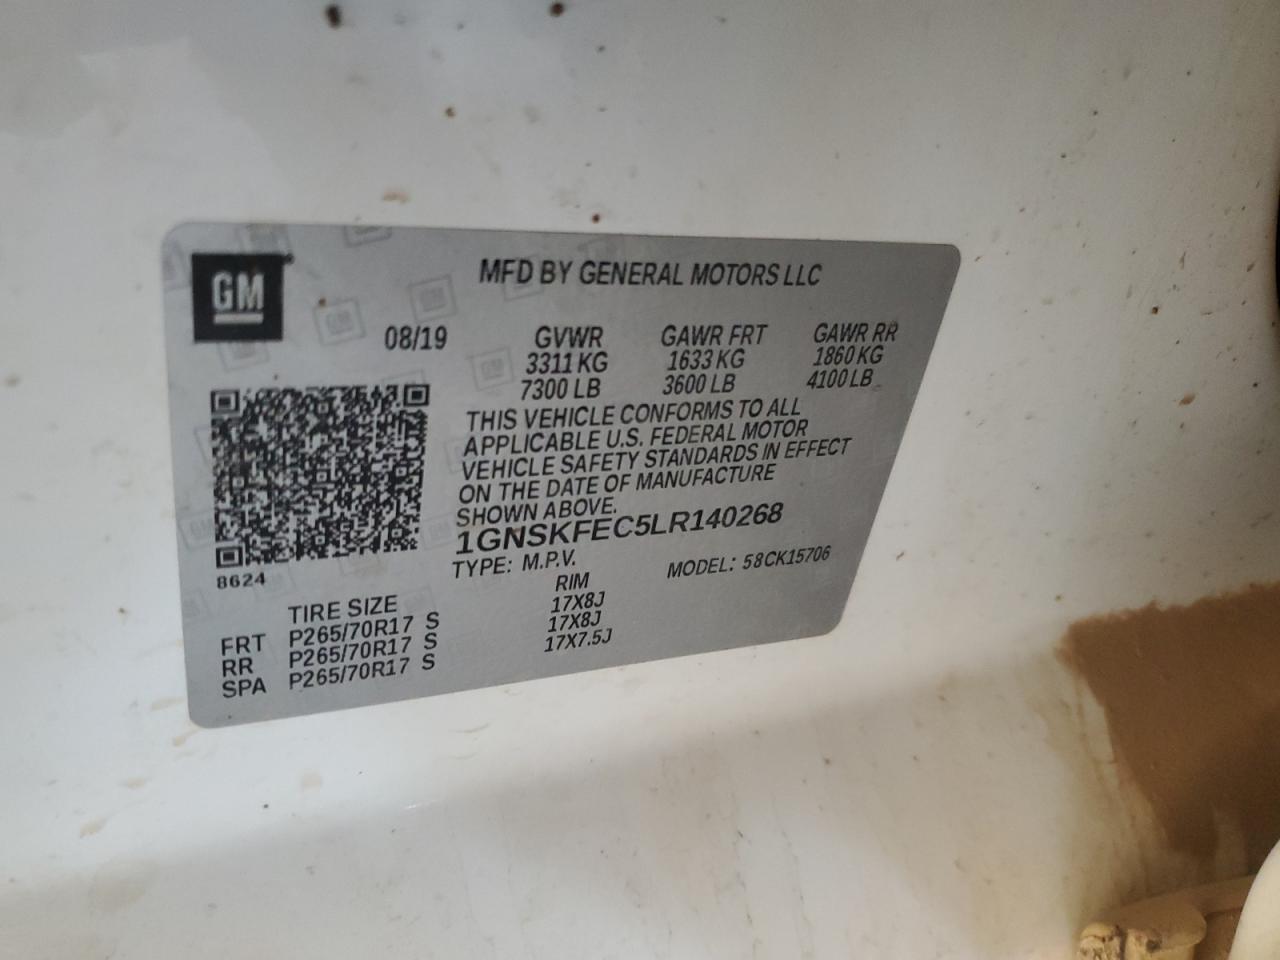 GM
MFD BY GENERAL MOTORS LLC
08/19 GVWR GAWR FRT GAWR RR
3311 KG 1633 KG 1860 KG
7300 LB 3600 LB 4100 LB
THIS VEHICLE CONFORMS TO ALL
APPLICABLE U.S. FEDERAL MOTOR
VEHICLE SAFETY STANDARDS IN EFFECT
ON THE DATE OF MANUFACTURE
SHOWN ABOVE.
1GNSKFEC5LR140268
TYPE: M.P.V. MODEL: 58CK15706
8624
TIRE SIZE RIM
FRT P265/70R17 S 17X8J
RR P265/70R17 S 17X8J
SPA P265/70R17 S 17X7.5J